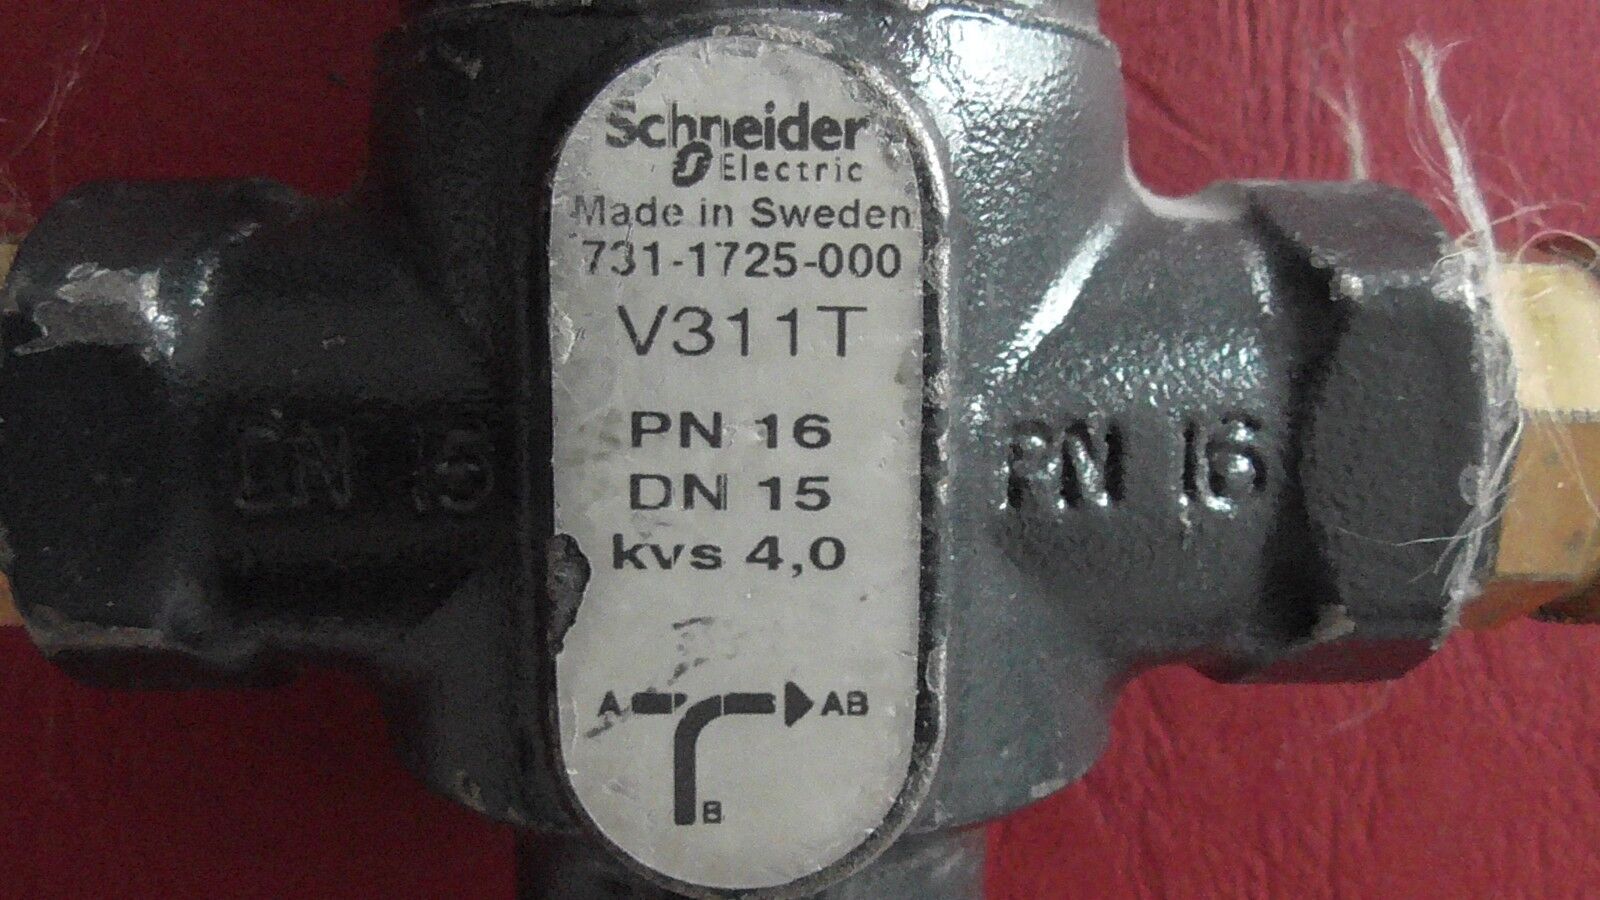 Schneider
Electric
Made in Sweden
731-1725-000
V311T
PN 16
DN 15
kvs 4,0
A AB
B
DN 15
PN 16